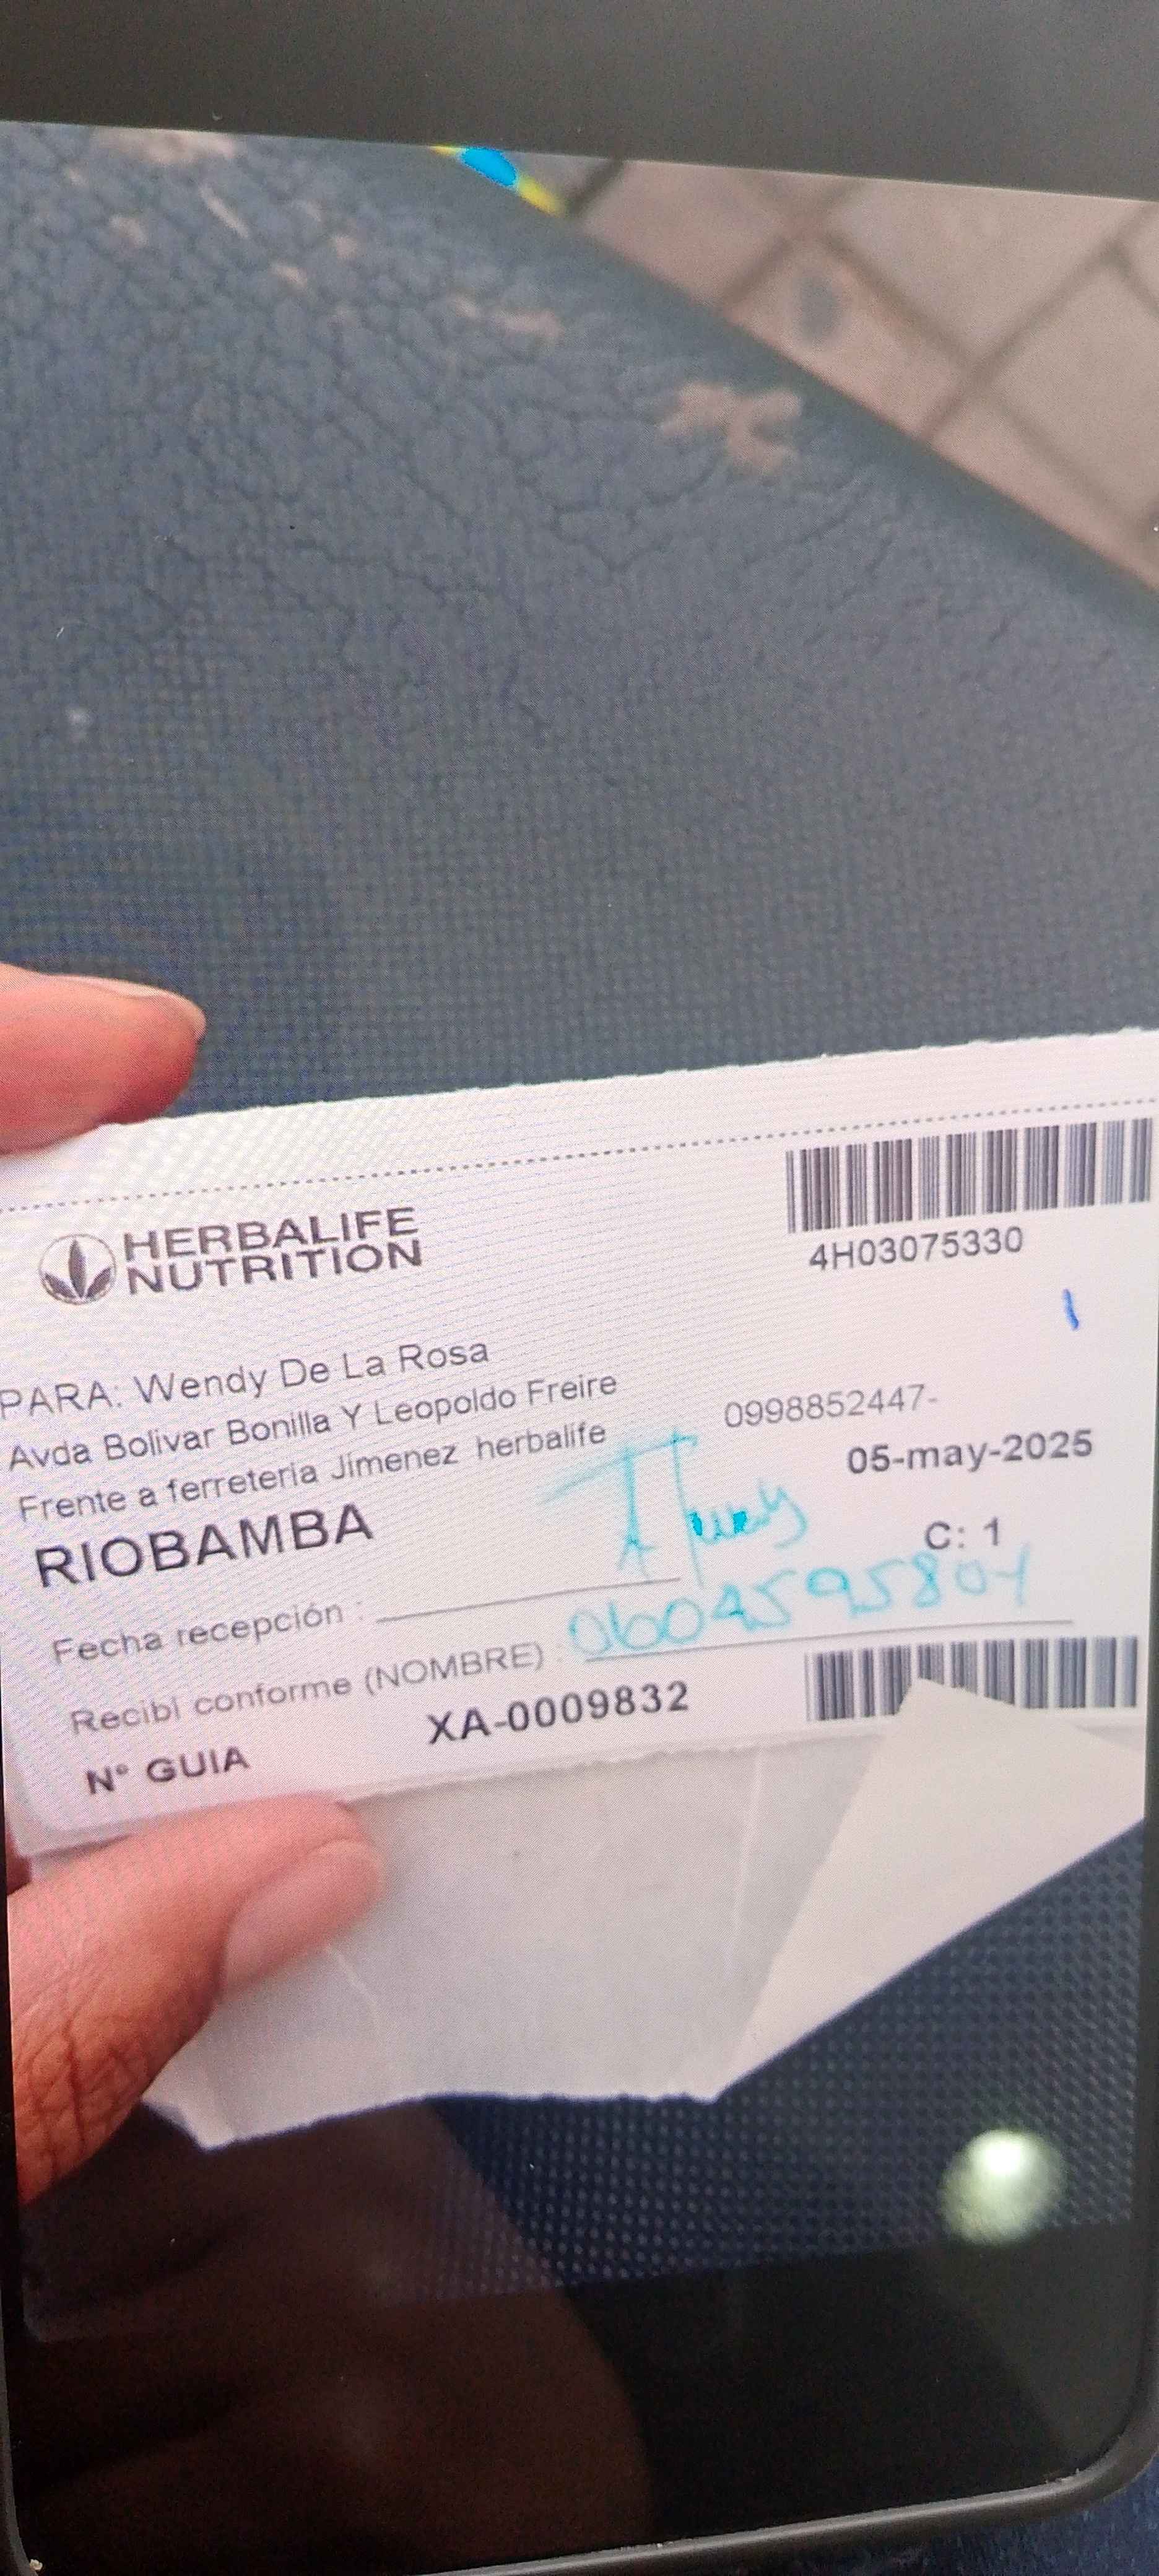 HERBALIFE
NUTRITION
4H03075330
PARA: Wendy De La Rosa
Avda Bolivar Bonilla Y Leopoldo Freire
0998852447-
Frente a ferreteria Jimenez herbalife
05-may-2025
RIOBAMBA
C: 1
Fecha recepción :
Recibi conforme (NOMBRE) :
N° GUIA XA-0009832